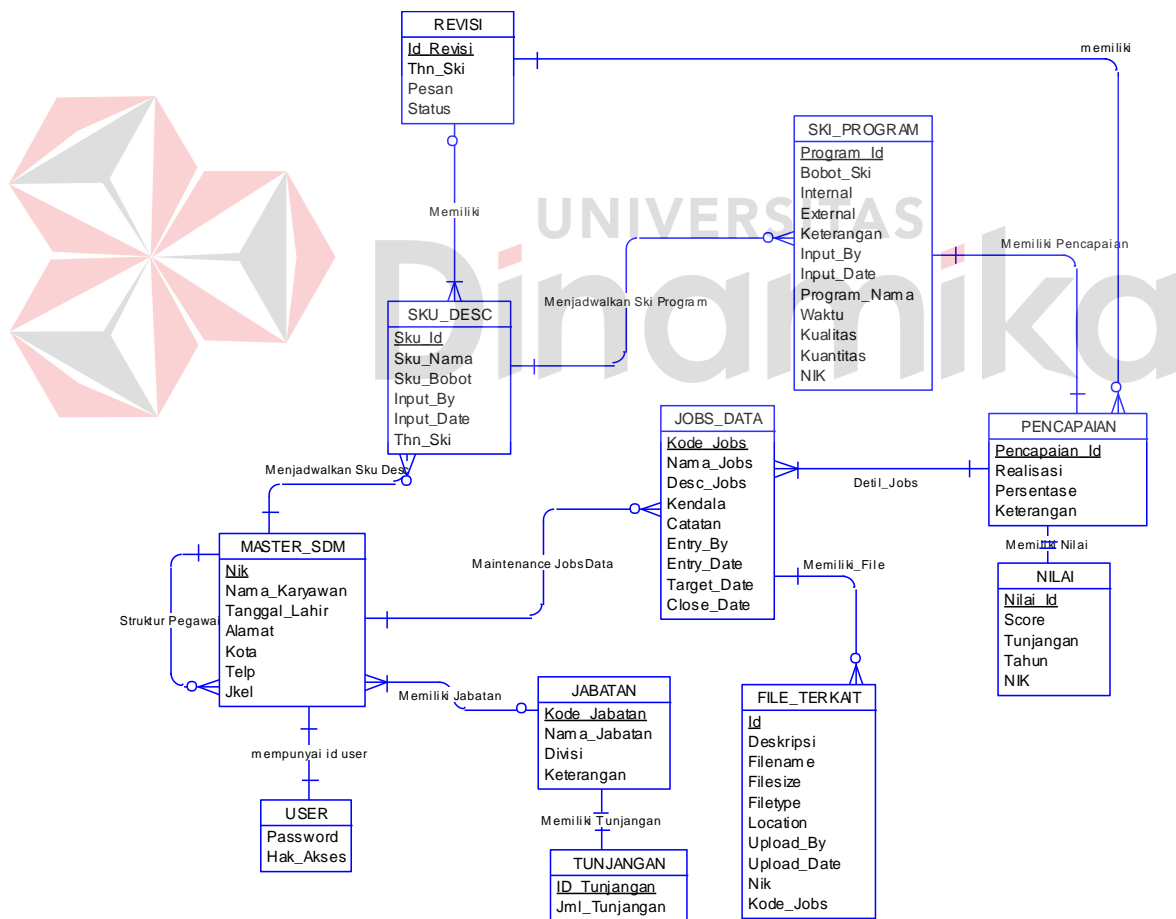 REVISI
Id_Revisi
Thn_Ski
Pesan
Status
memiliki
Memiliki
SKI_PROGRAM
Program_Id
Bobot_Ski
Internal
External
Keterangan
Input_By
Input_Date
Program_Nama
Waktu
Kualitas
Kuantitas
NIK
UNIVERSITAS
Dinamika
Memiliki Pencapaian
Menjadwalkan Ski Program
SKU_DESC
Sku_Id
Sku_Nama
Sku_Bobot
Input_By
Input_Date
Thn_Ski
Menjadwalkan Sku Desc
JOBS_DATA
Kode_Jobs
Nama_Jobs
Desc_Jobs
Kendala
Catatan
Entry_By
Entry_Date
Target_Date
Close_Date
Detil_Jobs
PENCAPAIAN
Pencapaian_Id
Realisasi
Persentase
Keterangan
Memiliki Nilai
NILAI
Nilai_Id
Score
Tunjangan
Tahun
NIK
MASTER_SDM
Nik
Nama_Karyawan
Tanggal_Lahir
Alamat
Kota
Telp
Jkel
Struktur Pegawai
Maintenance JobsData
Memiliki_File
Memiliki Jabatan
JABATAN
Kode_Jabatan
Nama_Jabatan
Divisi
Keterangan
FILE_TERKAIT
Id
Deskripsi
Filename
Filesize
Filetype
Location
Upload_By
Upload_Date
Nik
Kode_Jobs
mempunyai id user
USER
Password
Hak_Akses
Memiliki Tunjangan
TUNJANGAN
ID_Tunjangan
Jml_Tunjangan